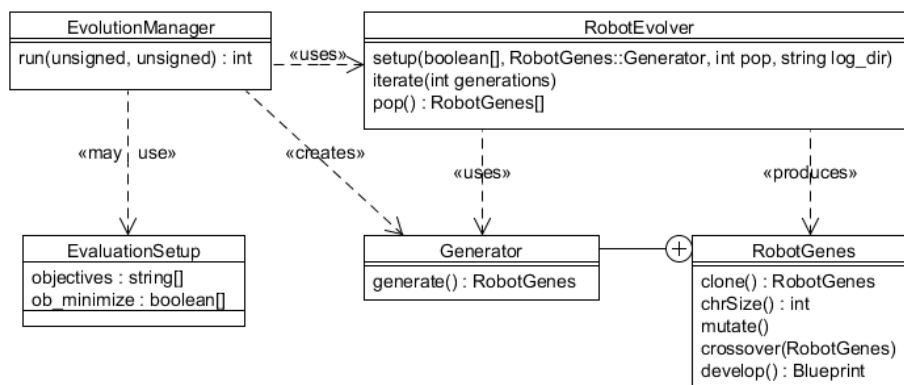 EvolutionManager
run(unsigned, unsigned) : int
«uses»
RobotEvolver
setup(boolean[], RobotGenes::Generator, int pop, string log_dir)
iterate(int generations)
pop() : RobotGenes[]
«may use»
«creates»
«uses»
«produces»
EvaluationSetup
objectives : string[]
ob_minimize : boolean[]
Generator
generate() : RobotGenes
RobotGenes
clone() : RobotGenes
chrSize() : int
mutate()
crossover(RobotGenes)
develop() : Blueprint